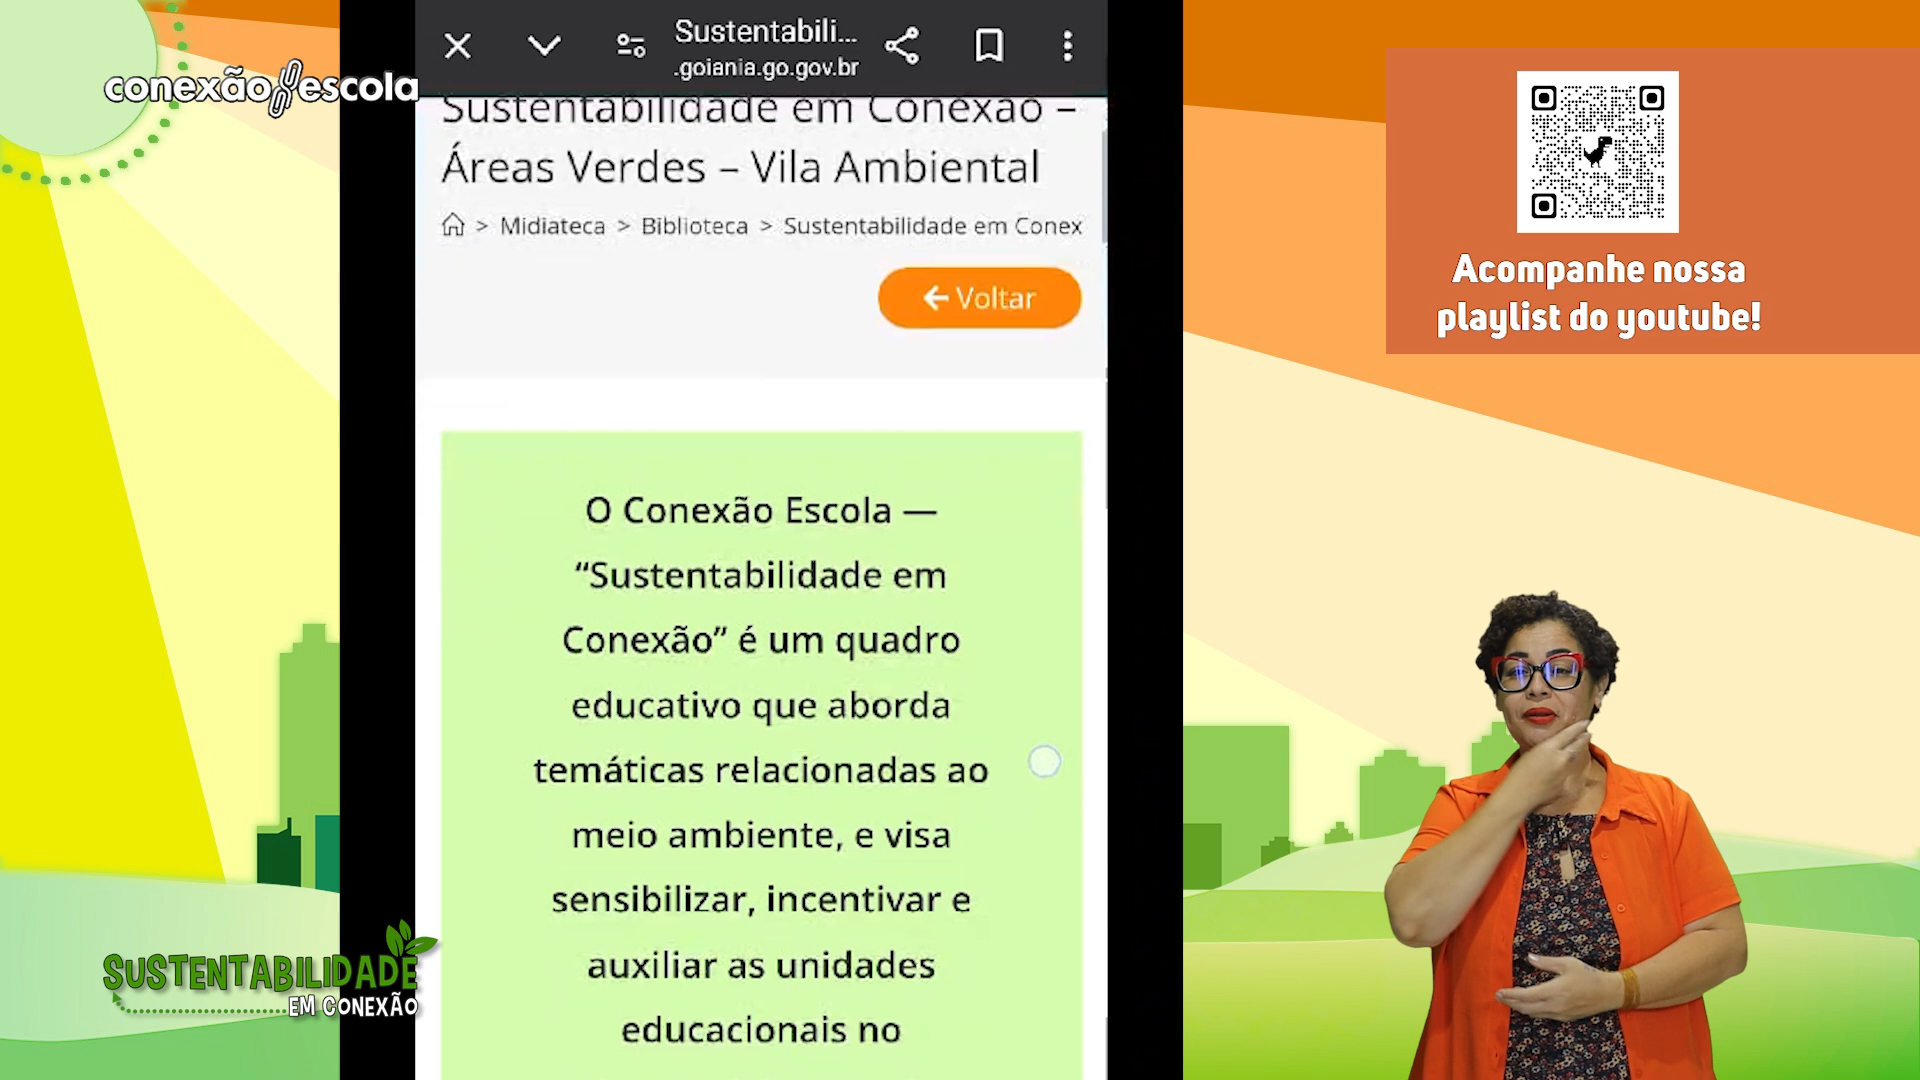 conexão escola
Sustentabili...
.goiania.go.gov.br
Sustentabilidade em Conexão –
Áreas Verdes – Vila Ambiental
> Midiateca > Biblioteca > Sustentabilidade em Conex
Voltar
O Conexão Escola —
“Sustentabilidade em
Conexão” é um quadro
educativo que aborda
temáticas relacionadas ao
meio ambiente, e visa
sensibilizar, incentivar e
auxiliar as unidades
educacionais no
Acompanhe nossa
playlist do youtube!
SUSTENTABILIDADE
EM CONEXÃO